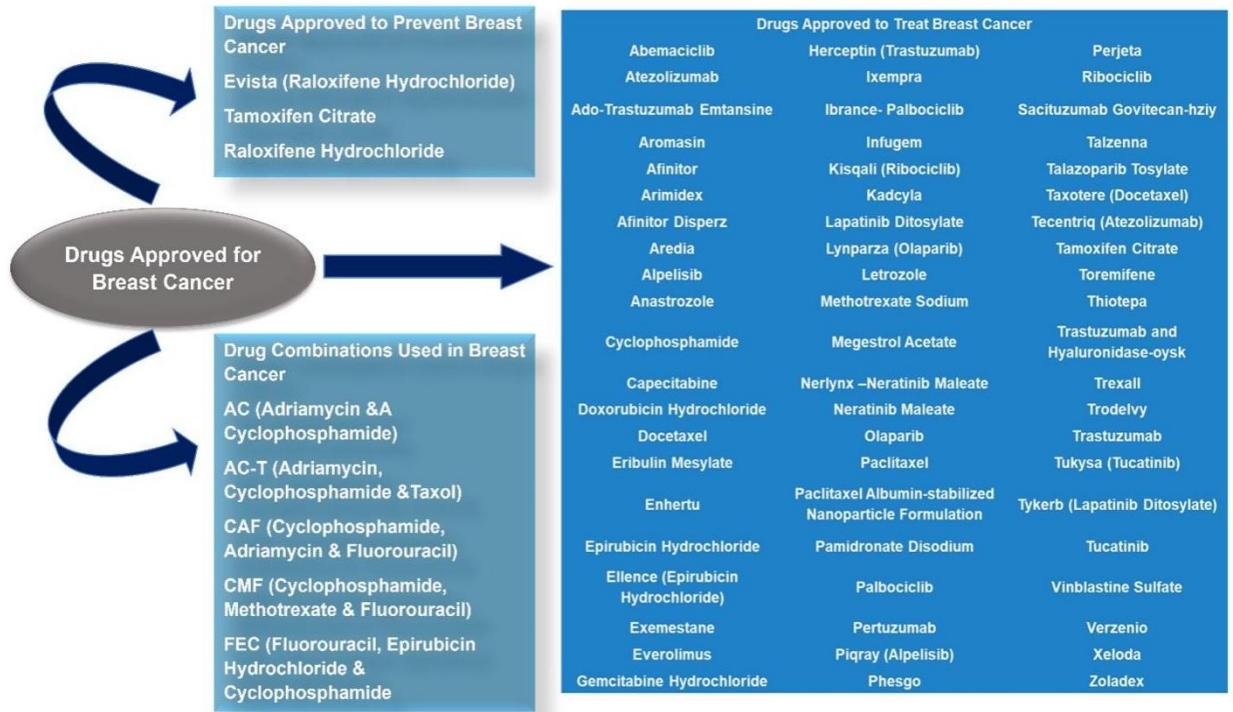 Drugs Approved to Prevent Breast
Cancer
Evista (Raloxifene Hydrochloride)
Tamoxifen Citrate
Raloxifene Hydrochloride
Drugs Approved for
Breast Cancer
Drug Combinations Used in Breast
Cancer
AC (Adriamycin &A
Cyclophosphamide)
AC-T (Adriamycin,
Cyclophosphamide &Taxol)
CAF (Cyclophosphamide,
Adriamycin & Fluorouracil)
CMF (Cyclophosphamide,
Methotrexate & Fluorouracil)
FEC (Fluorouracil, Epirubicin
Hydrochloride &
Cyclophosphamide
Drugs Approved to Treat Breast Cancer
Abemaciclib Herceptin (Trastuzumab) Perjeta
Atezolizumab Ixempra Ribociclib
Ado-Trastuzumab Emtansine Ibrance- Palbociclib Sacituzumab Govitecan-hziy
Aromasin Infugem Talzenna
Afinitor Kisqali (Ribociclib) Talazoparib Tosylate
Arimidex Kadcyla Taxotere (Docetaxel)
Afinitor Disperz Lapatinib Ditosylate Tecentriq (Atezolizumab)
Aredia Lynparza (Olaparib) Tamoxifen Citrate
Alpelisib Letrozole Toremifene
Anastrozole Methotrexate Sodium Thiotepa
Cyclophosphamide Megestrol Acetate Trastuzumab and
Hyaluronidase-oysk
Capecitabine Nerlynx –Neratinib Maleate Trexall
Doxorubicin Hydrochloride Neratinib Maleate Trodelvy
Docetaxel Olaparib Trastuzumab
Eribulin Mesylate Paclitaxel Tukysa (Tucatinib)
Enhertu Paclitaxel Albumin-stabilized
Nanoparticle Formulation Tykerb (Lapatinib Ditosylate)
Epirubicin Hydrochloride Pamidronate Disodium Tucatinib
Ellence (Epirubicin
Hydrochloride) Palbociclib Vinblastine Sulfate
Exemestane Pertuzumab Verzenio
Everolimus Piqray (Alpelisib) Xeloda
Gemcitabine Hydrochloride Phesgo Zoladex